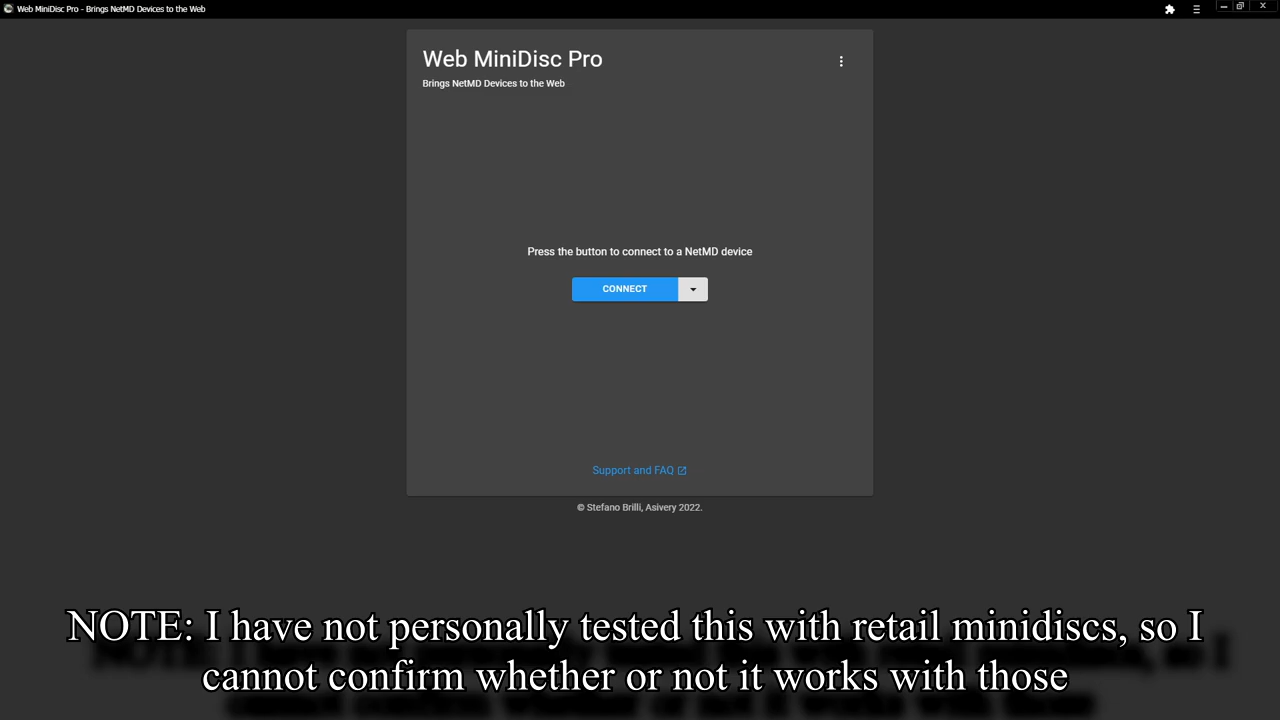 Web MiniDisc Pro - Brings NetMD Devices to the Web
Web MiniDisc Pro
Brings NetMD Devices to the Web
Press the button to connect to a NetMD device
CONNECT
Support and FAQ
© Stefano Brilli, Asivery 2022.
NOTE: I have not personally tested this with retail minidiscs, so I
cannot confirm whether or not it works with those